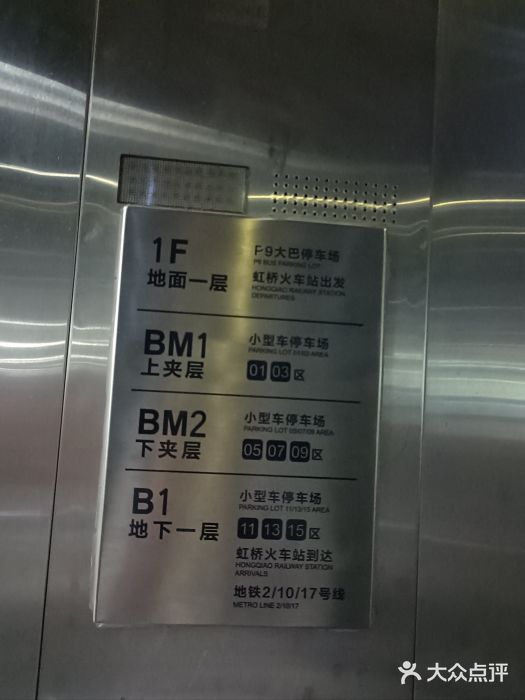 1F
地面一层
P9大巴停车场
P9 BUS PARKING LOT
虹桥火车站出发
HONGQIAO RAILWAY STATION
DEPARTURES
BM1
上夹层
小型车停车场
PARKING LOT 01/03 AREA
01 03 区
BM2
下夹层
小型车停车场
PARKING LOT 05/07/09 AREA
05 07 09 区
B1
地下一层
小型车停车场
PARKING LOT 11/13/15 AREA
11 13 15 区
虹桥火车站到达
HONGQIAO RAILWAY STATION
ARRIVALS
地铁2/10/17号线
METRO LINE 2/10/17
大众点评